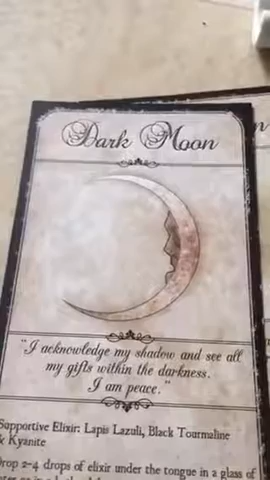 Dark Moon
"I acknowledge my shadow and see all
my gifts within the darkness.
I am peace."
Supportive Elixir: Lapis Lazuli, Black Tourmaline
& Kyanite
Drop 2-4 drops of elixir under the tongue in a glass of